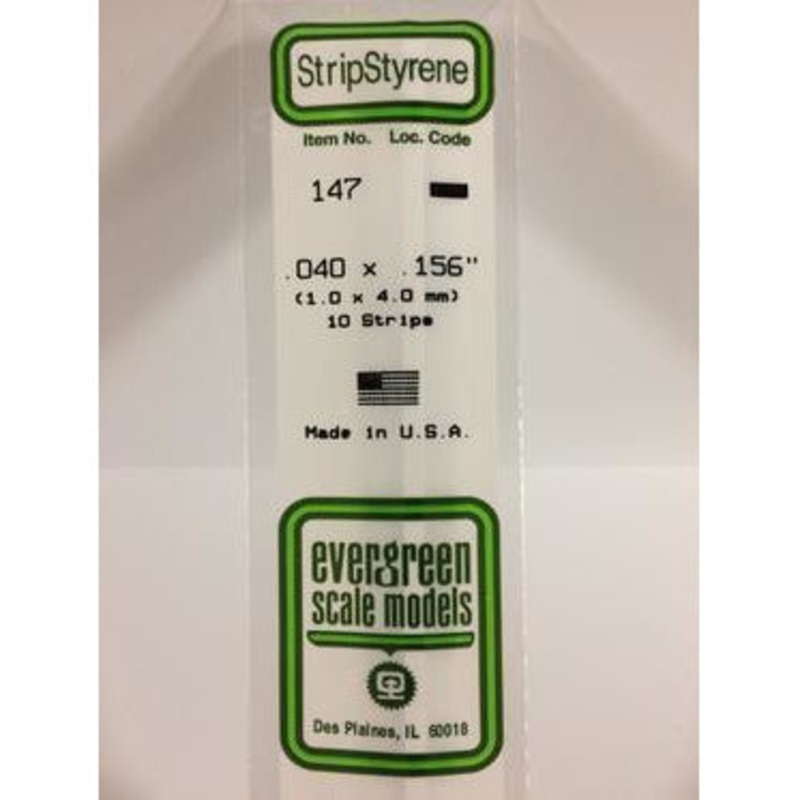 StripStyrene
Item No. Loc. Code
147
.040 x .156"
(1.0 x 4.0 mm)
10 Strips
Made in U.S.A.
evergreen
scale models
Des Plaines, IL 60018